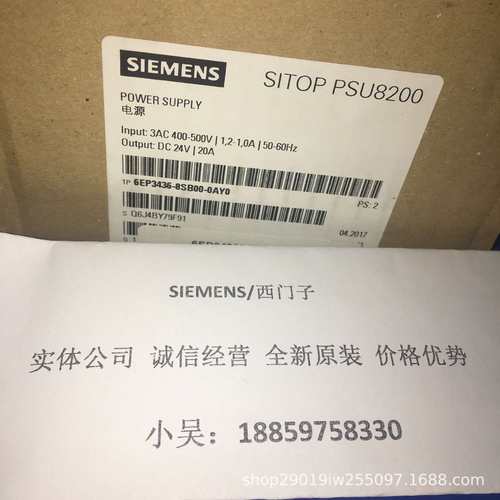 SIEMENS
SITOP PSU8200
POWER SUPPLY
电源
Input: 3AC 400-500V | 1,2-1,0A | 50-60Hz
Output: DC 24V | 20A
1P 6EP3436-8SB00-0AY0
PS: 2
S Q6J4BY79F91
04.2017
SIEMENS/西门子
实体公司 诚信经营 全新原装 价格优势
小吴：18859758330
shop29019iw255097.1688.com